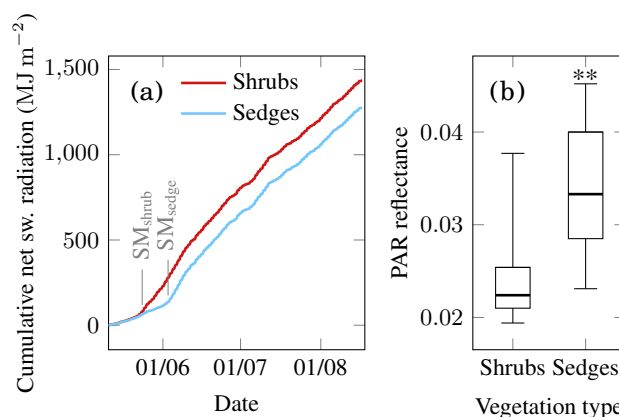 Cumulative net sw. radiation (MJ m−2)
1,500
1,000
500
0
(a)
Shrubs
Sedges
SMshrub
SMsedge
01/06
01/07
01/08
Date
PAR reflectance
0.04
0.03
0.02
(b)
**
Shrubs Sedges
Vegetation type